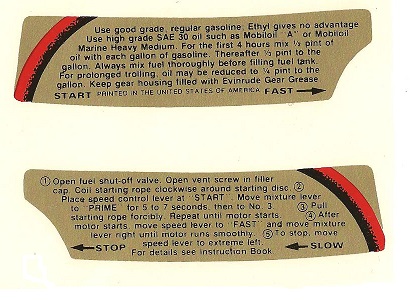 Use good grade, regular gasoline; Ethyl gives no advantage
Use high grade SAE 30 oil such as Mobiloil "A" or Mobiloil
Marine Heavy Medium. For the first 4 hours mix ½ pint of
oil with each gallon of gasoline. Thereafter ⅓ pint to the
gallon. Always mix fuel thoroughly before filling fuel tank.
For prolonged trolling, oil may be reduced to ¼ pint to the
gallon. Keep gear housing filled with Evinrude Gear Grease
START PRINTED IN THE UNITED STATES OF AMERICA FAST →
① Open fuel shut-off valve. Open vent screw in filler
cap. Coil starting rope clockwise around starting disc. ②
Place speed control lever at "START". Move mixture lever
to "PRIME" for 5 to 7 seconds, then to No. 3. ③ Pull
starting rope forcibly. Repeat until motor starts. ④ After
motor starts, move speed lever to "FAST" and move mixture
lever right until motor runs smoothly. ⑤ To stop, move
speed lever to extreme left.
← STOP ← SLOW
For details see Instruction Book.